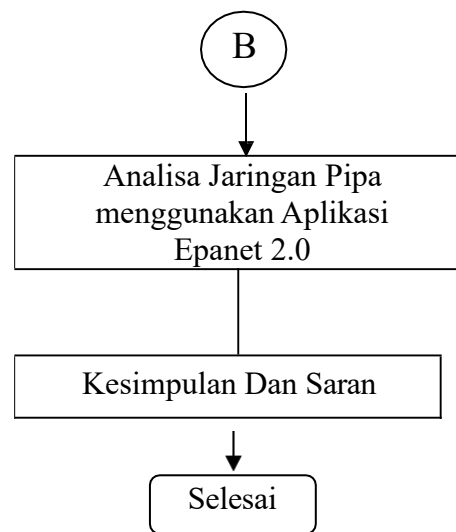 B
Analisa Jaringan Pipa
menggunakan Aplikasi
Epanet 2.0
Kesimpulan Dan Saran
Selesai